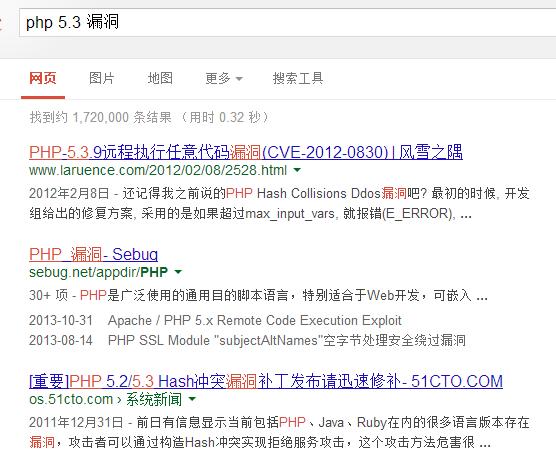 php 5.3 漏洞
网页 图片 地图 更多 搜索工具
找到约 1,720,000 条结果 （用时 0.32 秒）
PHP-5.3.9远程执行任意代码漏洞(CVE-2012-0830) | 风雪之隅
www.laruence.com/2012/02/08/2528.html
2012年2月8日 - 还记得我之前说的PHP Hash Collisions Ddos漏洞吧? 最初的时候, 开发
组给出的修复方案, 采用的是如果超过max_input_vars, 就报错(E_ERROR), ...
PHP_漏洞- Sebug
sebug.net/appdir/PHP
30+ 项 - PHP是广泛使用的通用目的脚本语言，特别适合于Web开发，可嵌入 ...
2013-10-31 Apache / PHP 5.x Remote Code Execution Exploit
2013-08-14 PHP SSL Module "subjectAltNames"空字节处理安全绕过漏洞
[重要]PHP 5.2/5.3 Hash冲突漏洞补丁发布请迅速修补- 51CTO.COM
os.51cto.com › 系统新闻
2011年12月31日 - 前日有信息显示当前包括PHP、Java、Ruby在内的很多语言版本存在
漏洞，攻击者可以通过构造Hash冲突实现拒绝服务攻击，这个攻击方法危害很 ...